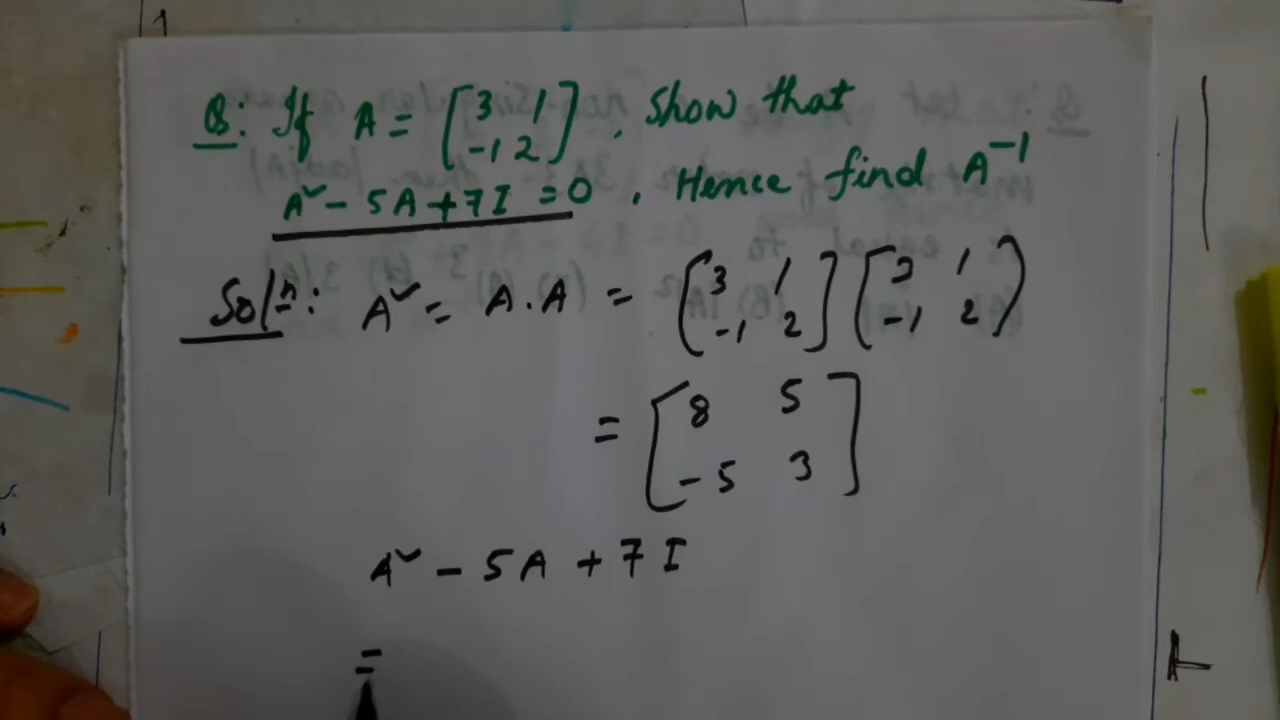 Q: If A = [3 1 -1 2], Show that
A² - 5A + 7I = 0, Hence find A⁻¹
Solⁿ: A² = A.A = [3 1 -1 2] [3 1 -1 2]
= [8 5 -5 3]
A² - 5A + 7I
=